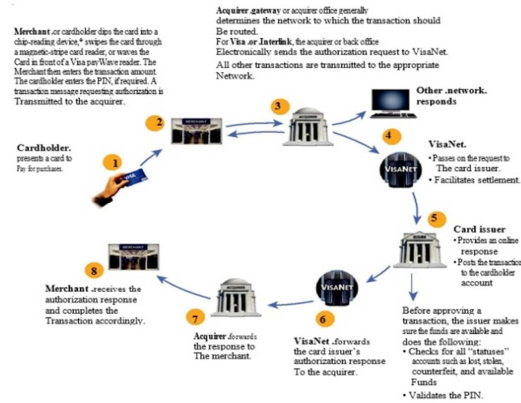 Acquirer.gateway or acquirer office generally
determines the network to which the transaction should
Be routed.
For Visa .or .Interlink, the acquirer or back office
Electronically sends the authorization request to VisaNet.
All other transactions are transmitted to the appropriate
Network.
Merchant .or cardholder dips the card into a
chip-reading device,* swipes the card through
a magnetic-stripe card reader, or waves the
Card in front of a Visa payWave reader. The
Merchant then enters the transaction amount.
The cardholder enters the PIN, if required. A
transaction message requesting authorization is
Transmitted to the acquirer.
Other .network.
responds
3
2
MERCHANT
ACQUIRER
4
Cardholder.
presents a card to
Pay for purchases.
1
VISA
VISANET
VisaNet.
• Passes on the request to
The card issuer.
• Facilitates settlement.
5
Card issuer
• Provides an online
response
• Posts the transaction
to the cardholder
account
MERCHANT
8
Merchant .receives the
authorization response
and completes the
Transaction accordingly.
ACQUIRER
7
Acquirer .forwards
the response to
The merchant.
VISANET
6
VisaNet .forwards
the card issuer's
authorization response
To the acquirer.
Before approving a
transaction, the issuer makes
sure the funds are available and
does the following:
• Checks for all "statuses"
accounts such as lost, stolen,
counterfeit, and available
Funds
• Validates the PIN.